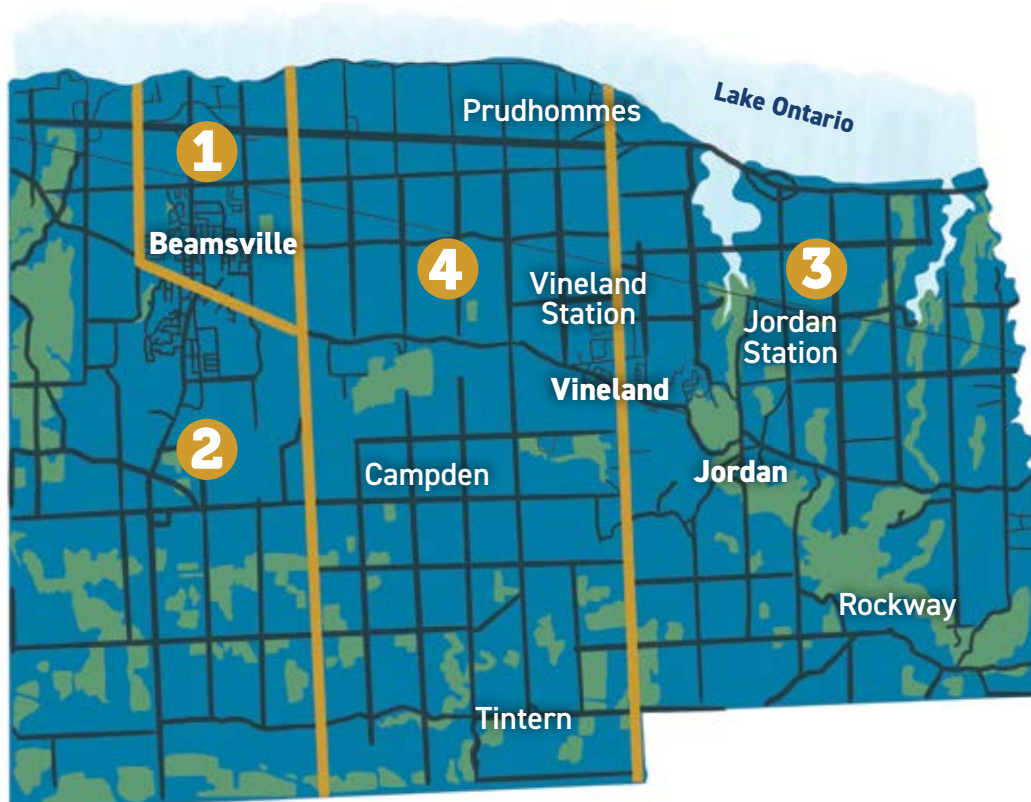 Prudhommes
Lake Ontario
1
Beamsville
4
3
Vineland
Station
Jordan
Station
Vineland
2
Campden
Jordan
Rockway
Tintern